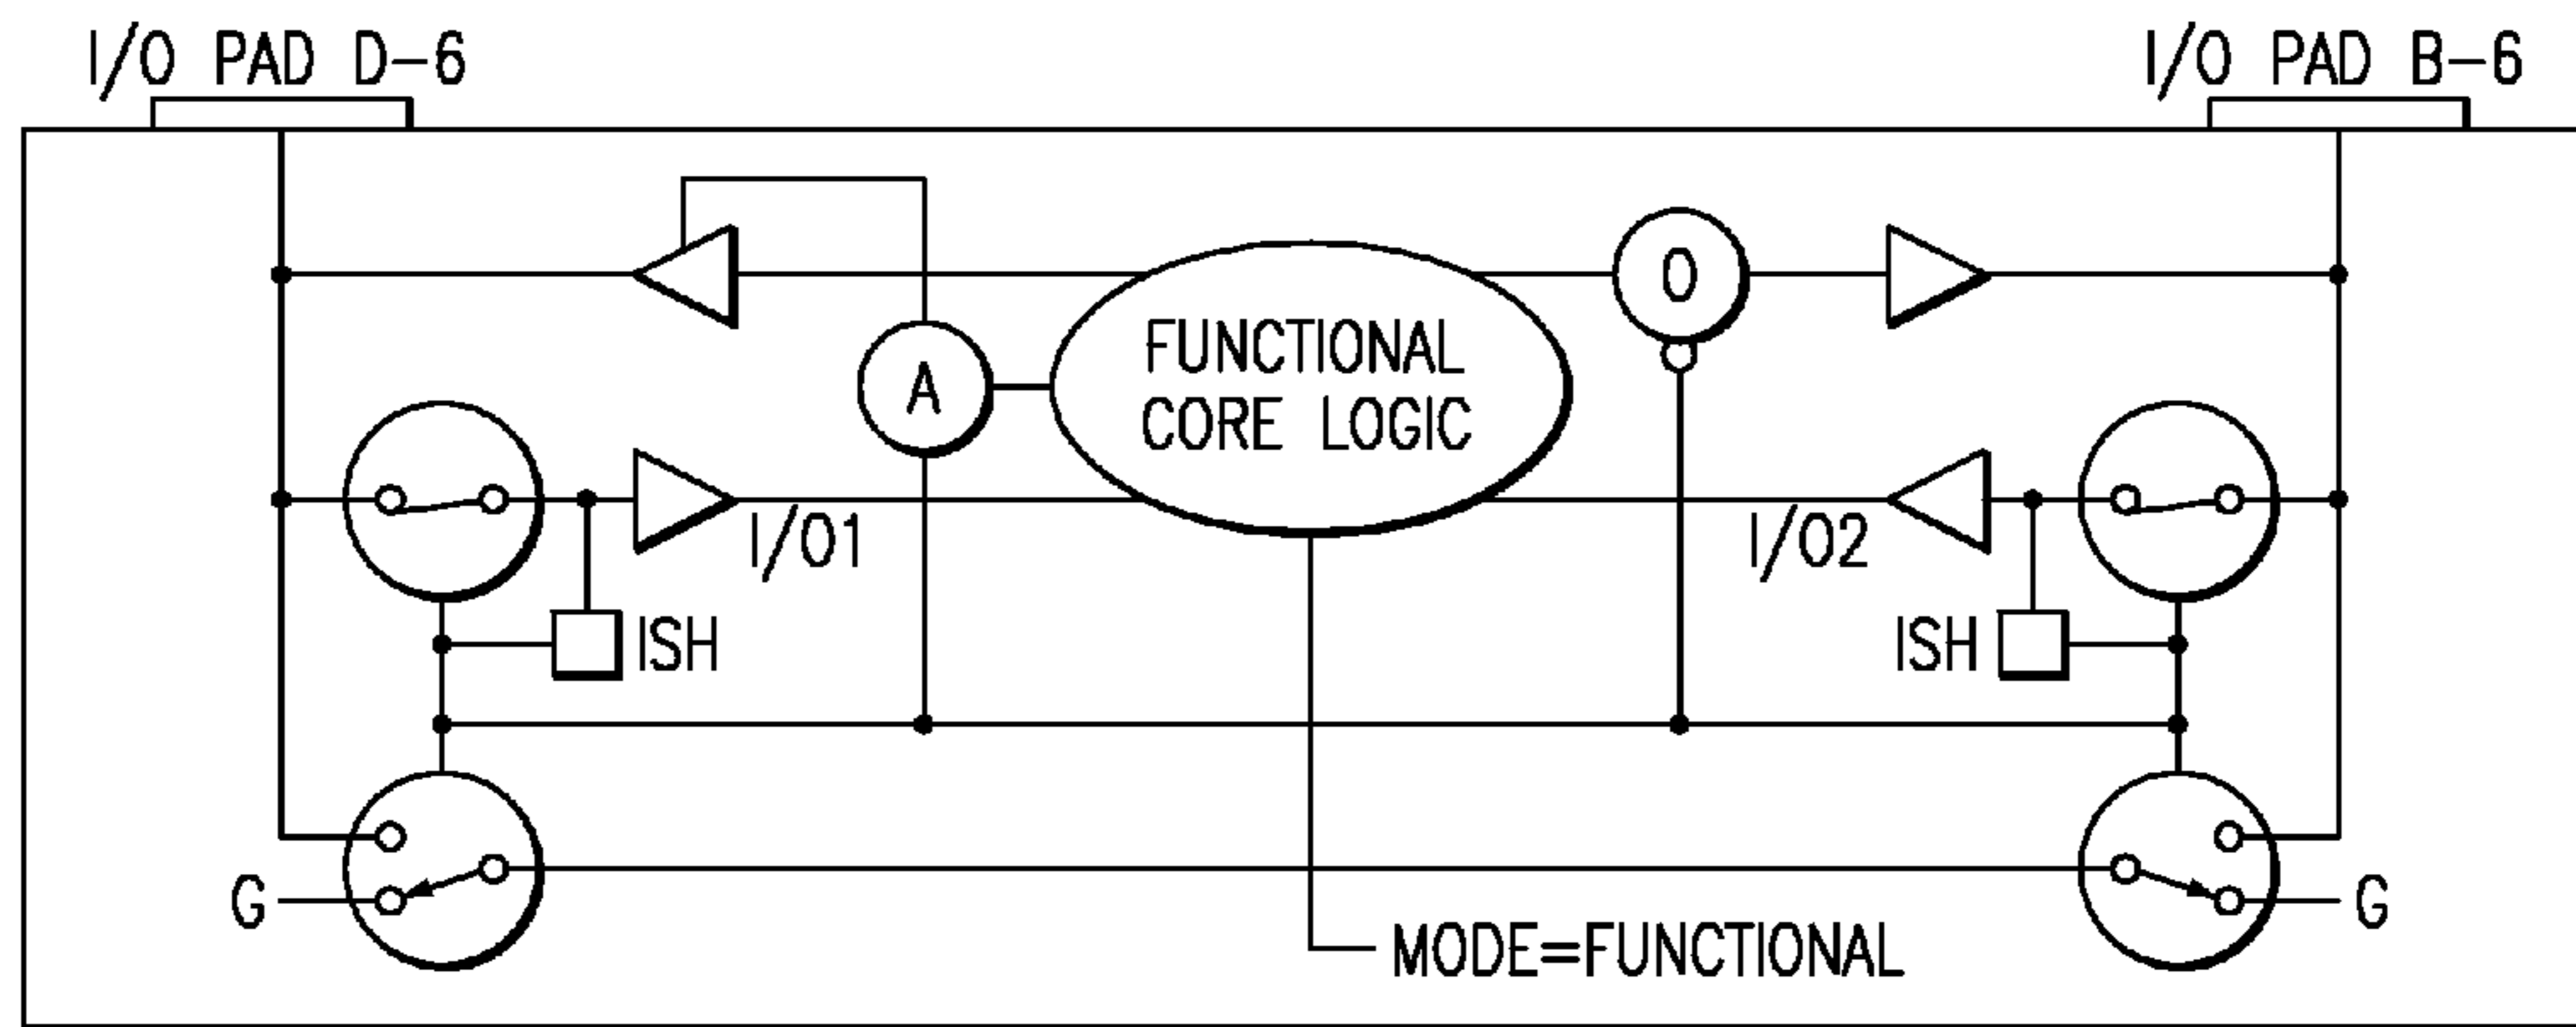 I/O PAD D-6
I/O PAD B-6
O
FUNCTIONAL
CORE LOGIC
A
I/O1
I/O2
ISH
ISH
G
G
MODE=FUNCTIONAL